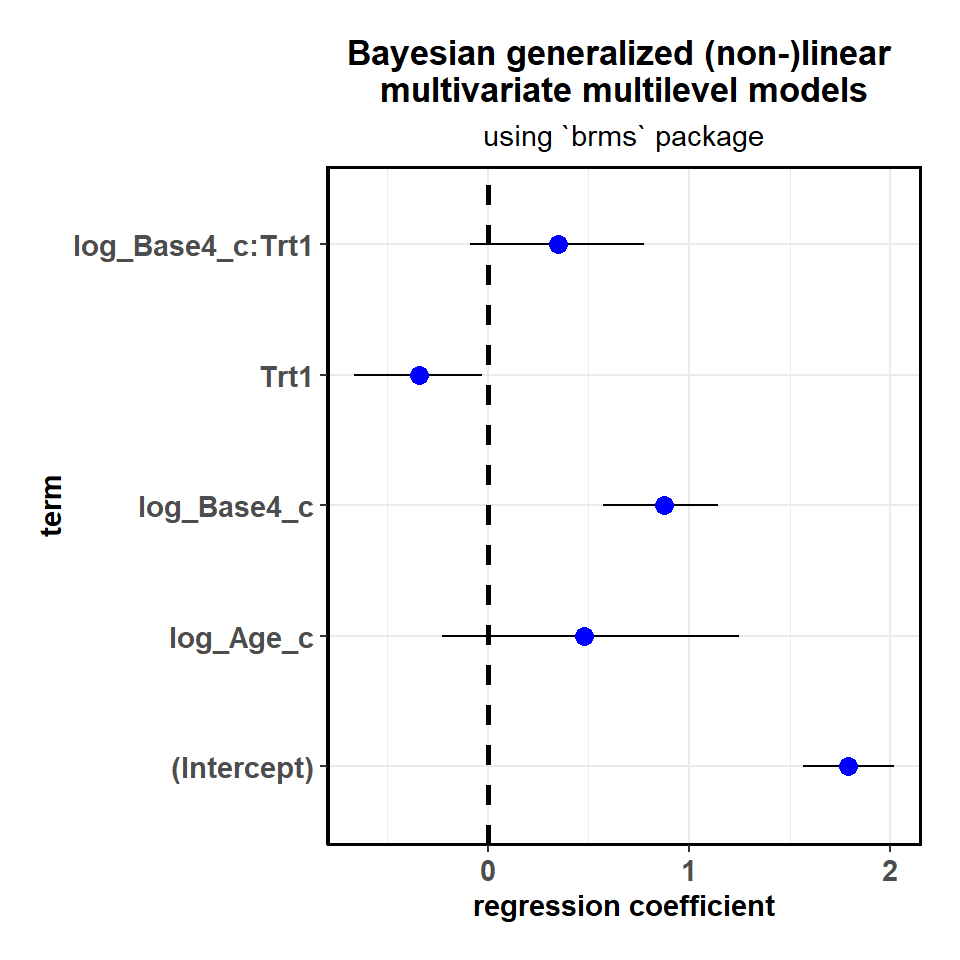 Bayesian generalized (non-)linear
multivariate multilevel models
using `brms` package
log_Base4_c:Trt1
Trt1
log_Base4_c
log_Age_c
(Intercept)
term
0 1 2
regression coefficient